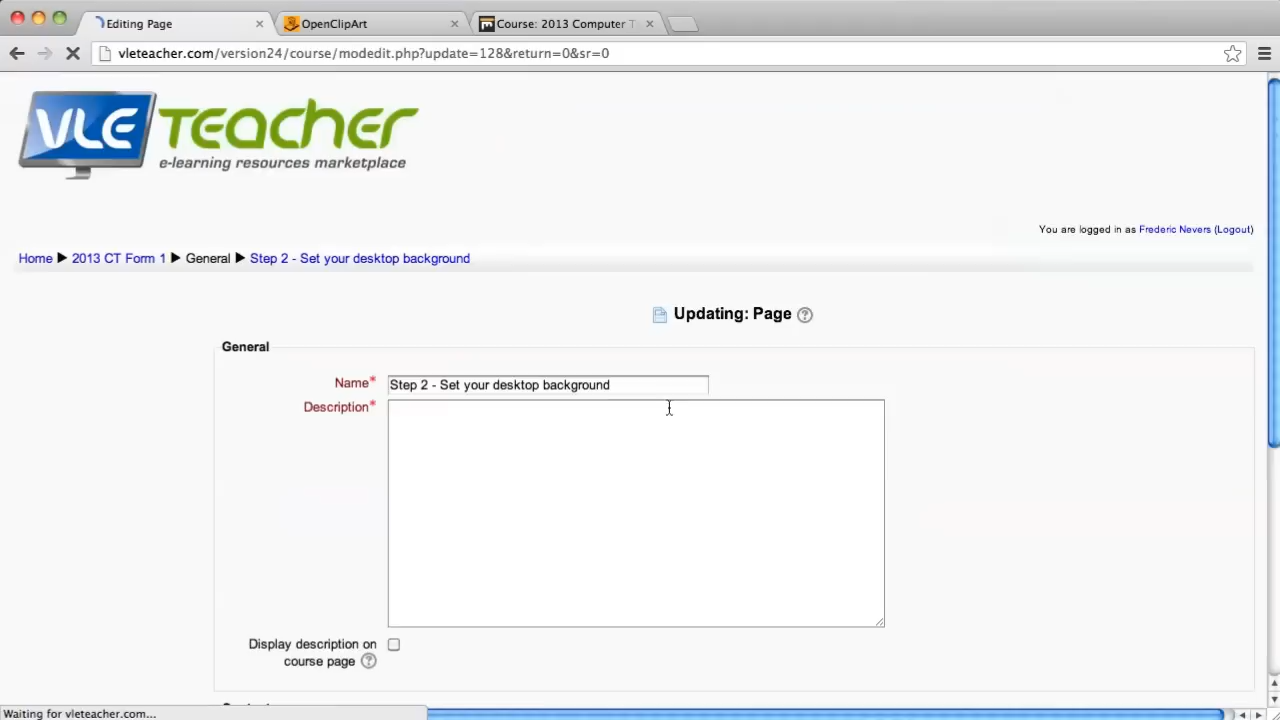 Editing Page
OpenClipArt
Course: 2013 Computer T
vleteacher.com/version24/course/modedit.php?update=128&return=0&sr=0
VLE Teacher
e-learning resources marketplace
You are logged in as Frederic Nevers (Logout)
Home ▶ 2013 CT Form 1 ▶ General ▶ Step 2 - Set your desktop background
Updating: Page
General
Name*
Step 2 - Set your desktop background
Description*
Display description on
course page
Waiting for vleteacher.com...